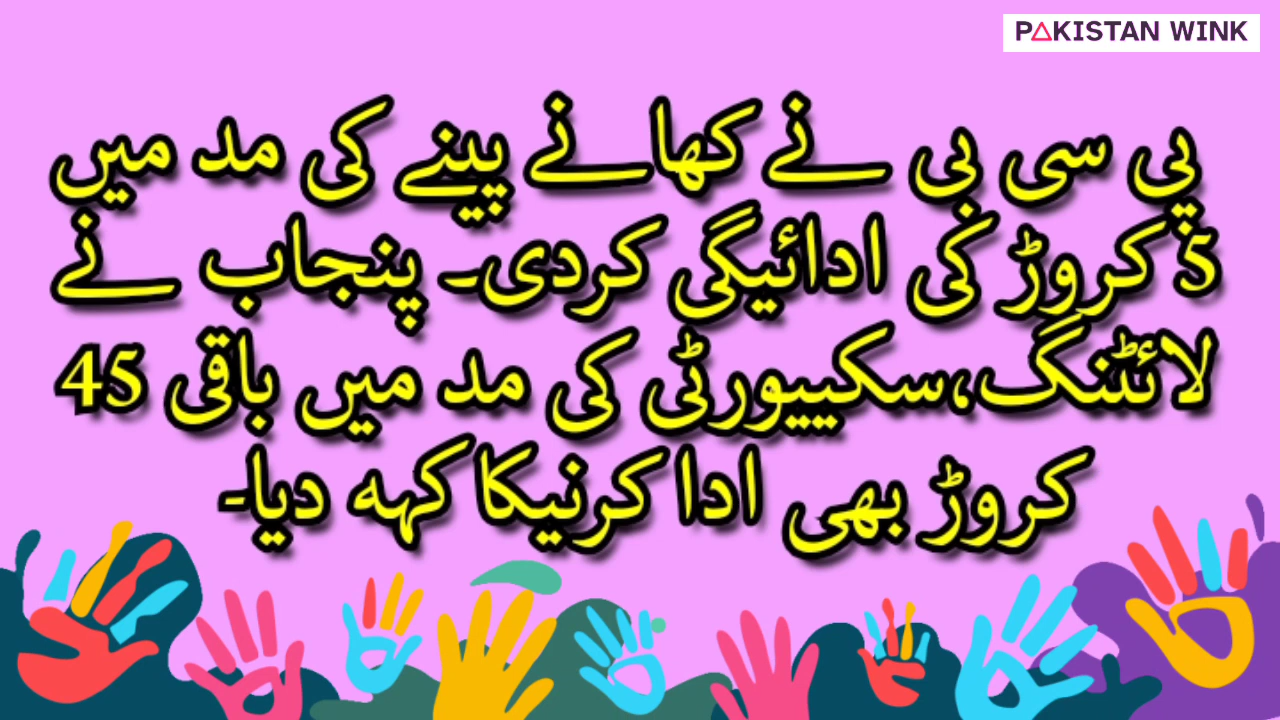 PAKISTAN WINK
پی سی بی نے کھانے پینے کی مد میں
5 کروڑ کی ادائیگی کردی۔ پنجاب نے
لائٹنگ،سکییورٹی کی مد میں باقی 45
کروڑ بھی ادا کرنیکا کہہ دیا۔